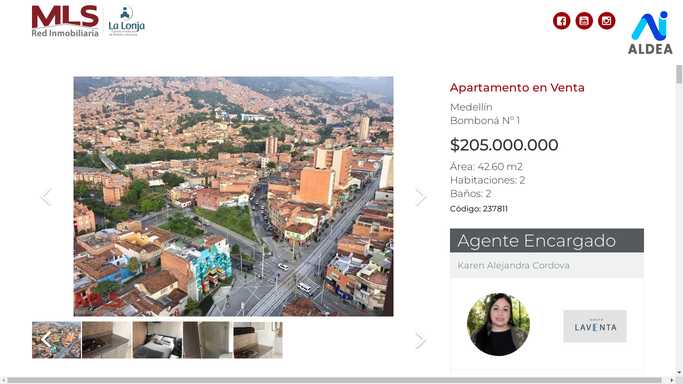 MLS
Red Inmobiliaria
La Lonja
ALDEA
Apartamento en Venta
Medellín
Bomboná N° 1
$205.000.000
Área: 42.60 m2
Habitaciones: 2
Baños: 2
Código: 237811
Agente Encargado
Karen Alejandra Cordova
LAVENTA